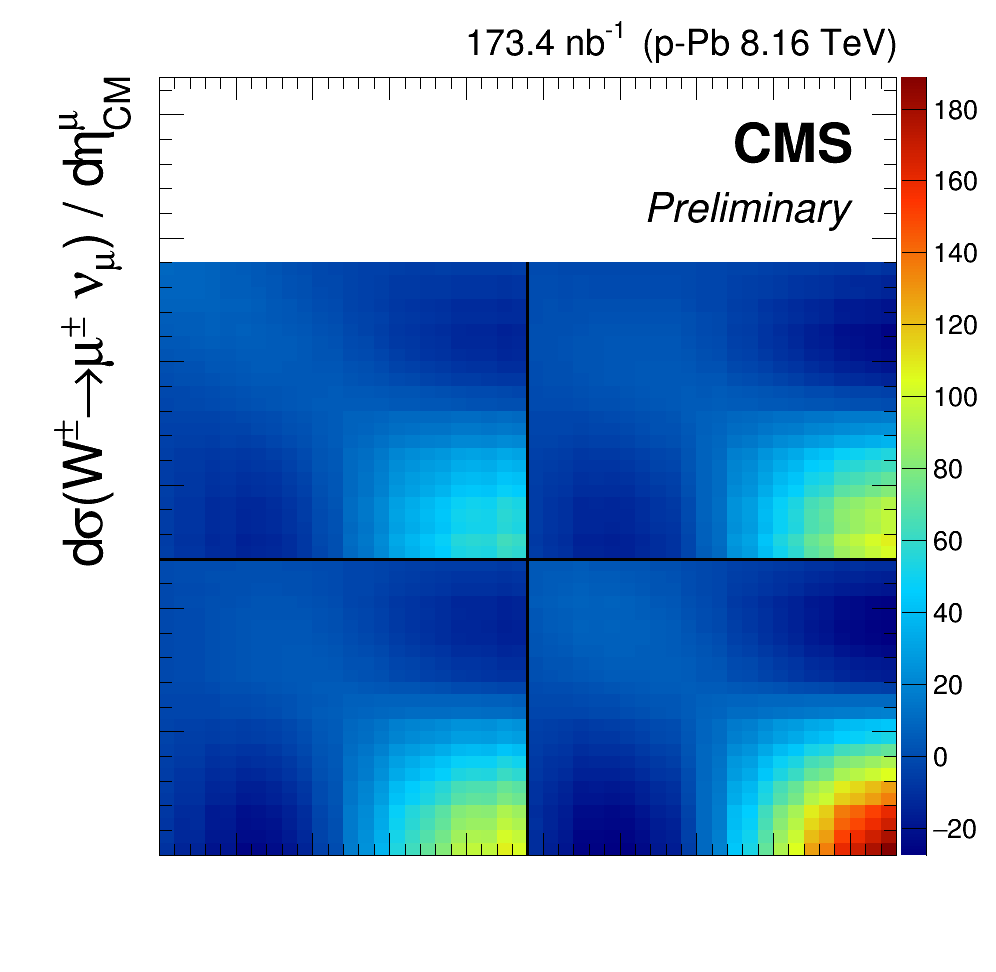 173.4 nb⁻¹ (p-Pb 8.16 TeV)
CMS
Preliminary
dσ(W± → μ± νμ) / dη^μ_CM
180
160
140
120
100
80
60
40
20
0
−20